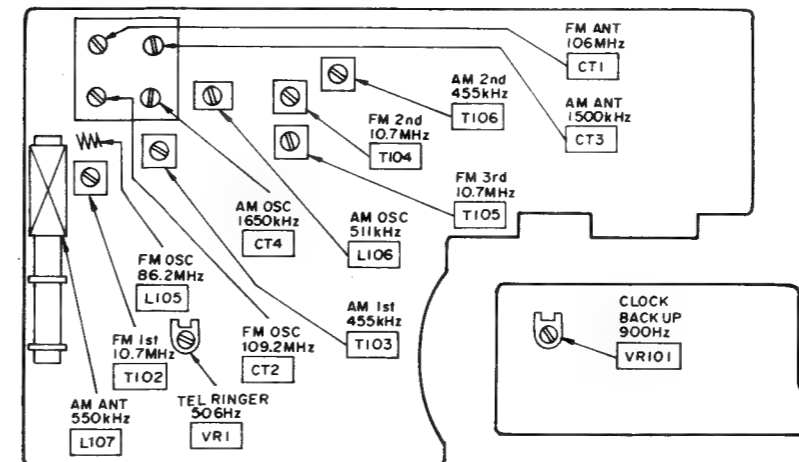 FM ANT
106MHz
CT1
AM ANT
1500kHz
CT3
AM 2nd
455kHz
T106
FM 2nd
10.7MHz
T104
FM 3rd
10.7MHz
T105
AM OSC
1650kHz
CT4
AM OSC
511kHz
L106
FM OSC
86.2MHz
L105
AM 1st
455kHz
T103
FM 1st
10.7MHz
T102
FM OSC
109.2MHz
CT2
AM ANT
550kHz
L107
TEL RINGER
506Hz
VR1
CLOCK
BACK UP
900Hz
VR101